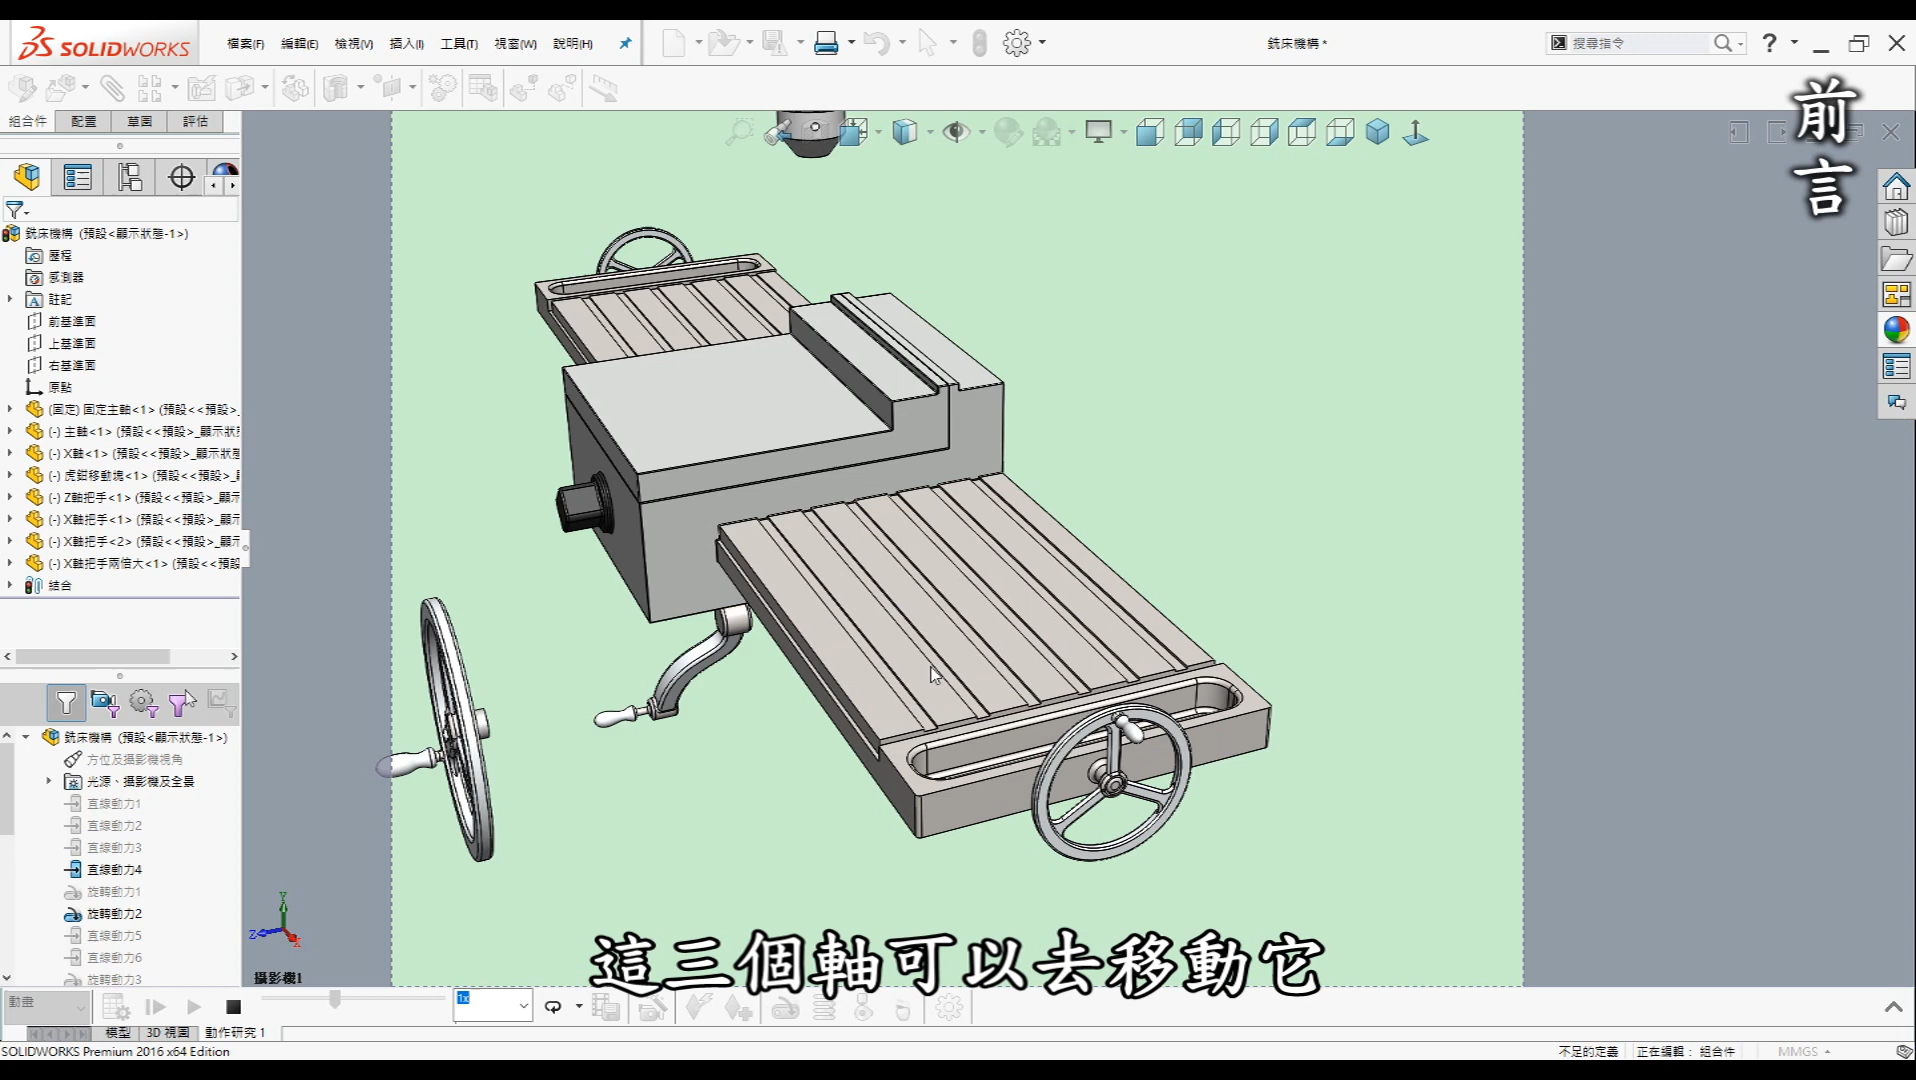 SOLIDWORKS
檔案(F)
編輯(E)
檢視(V)
插入(I)
工具(T)
視窗(W)
說明(H)
銑床機構 *
搜尋指令
前言
組合件
配置
草圖
評估
銑床機構 (預設<顯示狀態-1>)
歷程
感測器
註記
前基準面
上基準面
右基準面
原點
(固定) 固定主軸<1> (預設<<預設>_
(-) 主軸<1> (預設<<預設>_顯示狀
(-) X軸<1> (預設<<預設>_顯示狀態
(-) 虎鉗移動塊<1> (預設<<預設>_
(-) Z軸把手<1> (預設<<預設>_顯示
(-) X軸把手<1> (預設<<預設>_顯示
(-) X軸把手<2> (預設<<預設>_顯示
(-) X軸把手兩倍大<1> (預設<<預設
結合
銑床機構 (預設<顯示狀態-1>)
方位及攝影機視角
光源、攝影機及全景
直線動力1
直線動力2
直線動力3
直線動力4
旋轉動力1
旋轉動力2
直線動力5
直線動力6
旋轉動力3
Y
Z
X
攝影機1
這三個軸可以去移動它
動畫
1x
模型
3D 視圖
動作研究 1
SOLIDWORKS Premium 2016 x64 Edition
不足的定義
正在編輯： 組合件
MMGS